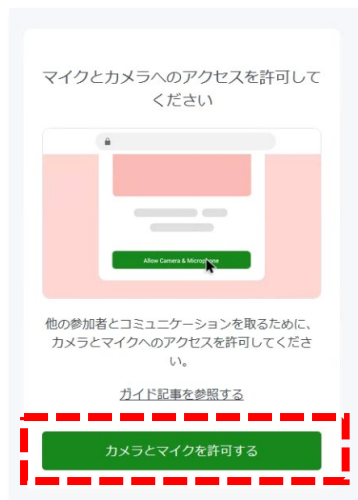 マイクとカメラへのアクセスを許可して
ください
Allow Camera & Microphone
他の参加者とコミュニケーションを取るために、
カメラとマイクへのアクセスを許可してくださ
い。
ガイド記事を参照する
カメラとマイクを許可する